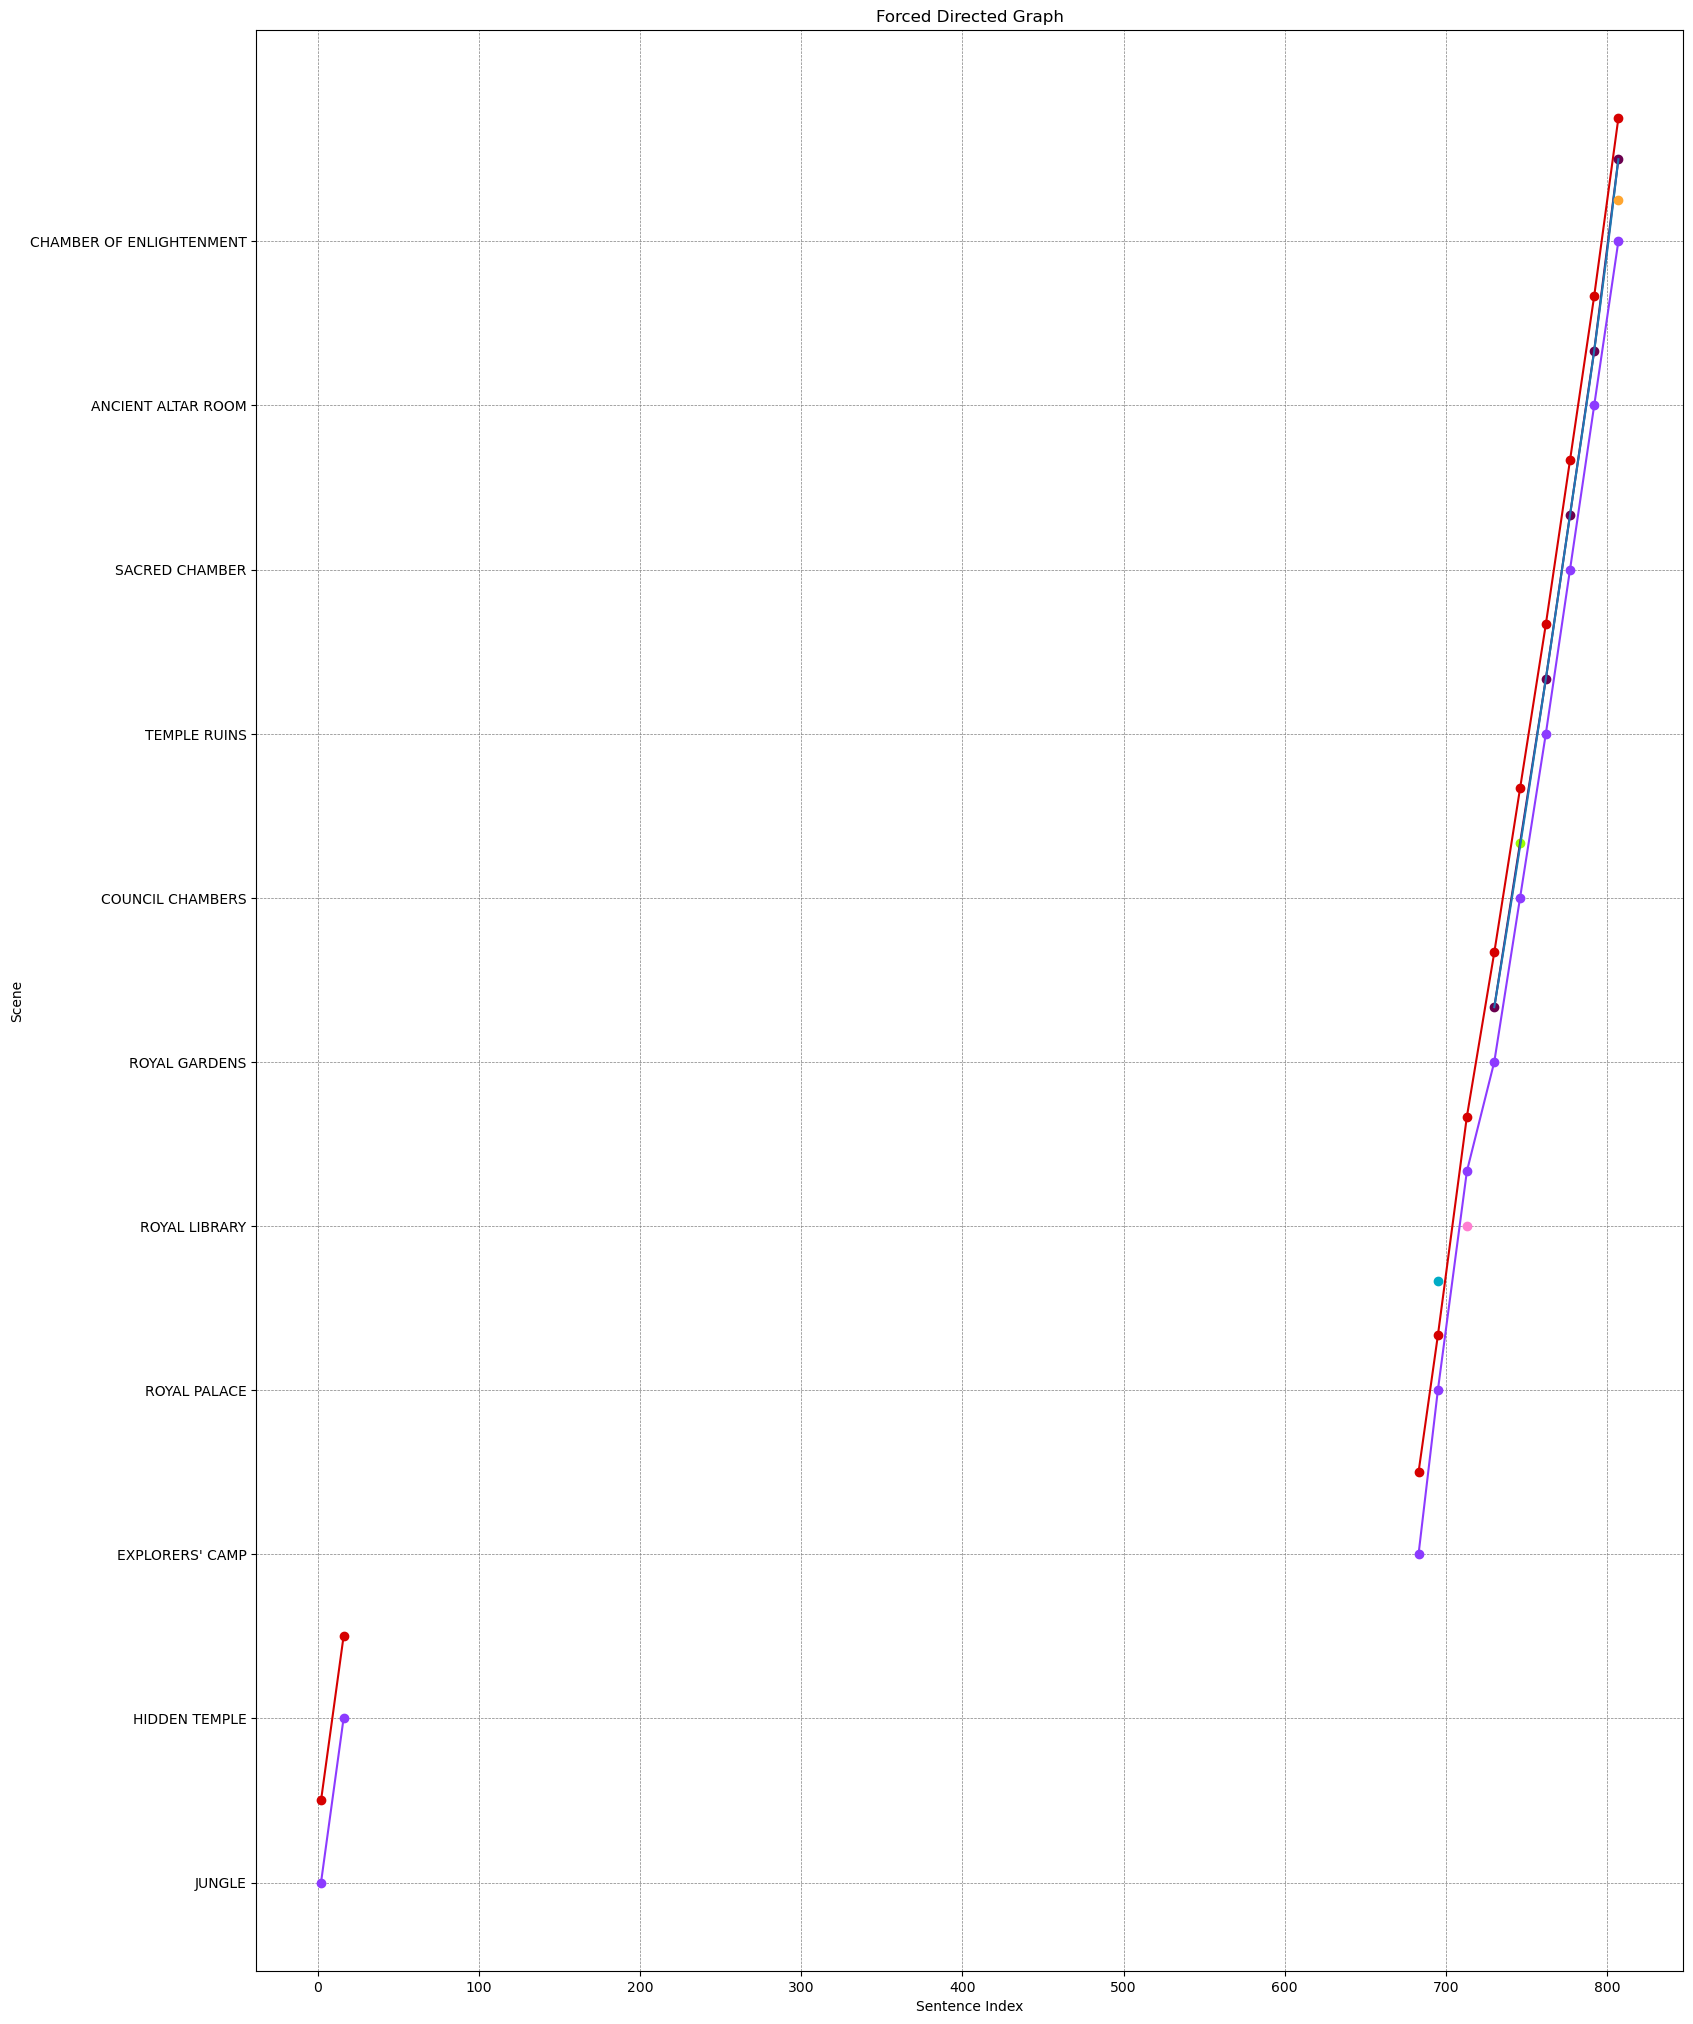 Forced Directed Graph
CHAMBER OF ENLIGHTENMENT
ANCIENT ALTAR ROOM
SACRED CHAMBER
TEMPLE RUINS
COUNCIL CHAMBERS
Scene
ROYAL GARDENS
ROYAL LIBRARY
ROYAL PALACE
EXPLORERS' CAMP
HIDDEN TEMPLE
JUNGLE
0 100 200 300 400 500 600 700 800
Sentence Index